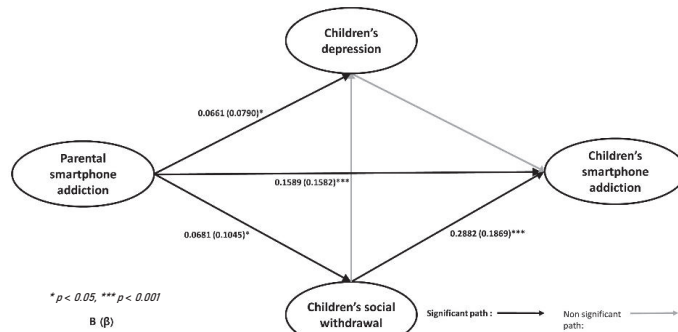 Children's
depression
0.0661 (0.0790)*
Parental
smartphone
addiction
Children's
smartphone
addiction
0.1589 (0.1582)***
0.0681 (0.1045)*
0.2882 (0.1869)***
* p < 0.05, *** p < 0.001
B (β)
Children's social
withdrawal
Significant path :
Non significant
path: